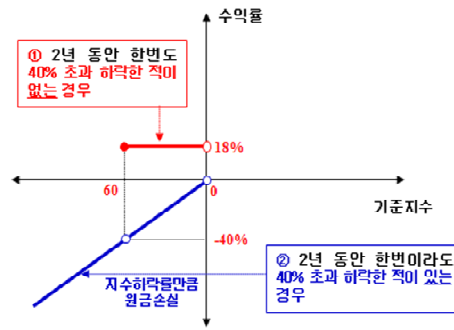 수익률
① 2년 동안 한번도
40% 초과 하락한 적이
없는 경우
18%
60
0
기준지수
-40%
지수하락률만큼
원금손실
② 2년 동안 한번이라도
40% 초과 하락한 적이 있는
경우